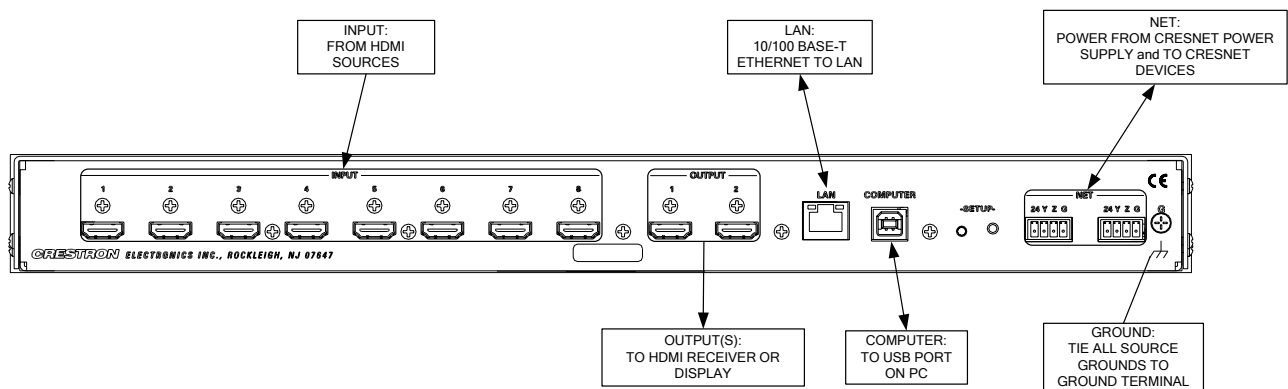 INPUT:
FROM HDMI
SOURCES
LAN:
10/100 BASE-T
ETHERNET TO LAN
NET:
POWER FROM CRESNET POWER
SUPPLY and TO CRESNET
DEVICES
INPUT
1 2 3 4 5 6 7 8
OUTPUT
1 2
LAN
COMPUTER
-SETUP-
NET
24 Y Z G 24 Y Z G
G
CE
CRESTRON ELECTRONICS INC., ROCKLEIGH, NJ 07647
OUTPUT(S):
TO HDMI RECEIVER OR
DISPLAY
COMPUTER:
TO USB PORT
ON PC
GROUND:
TIE ALL SOURCE
GROUNDS TO
GROUND TERMINAL